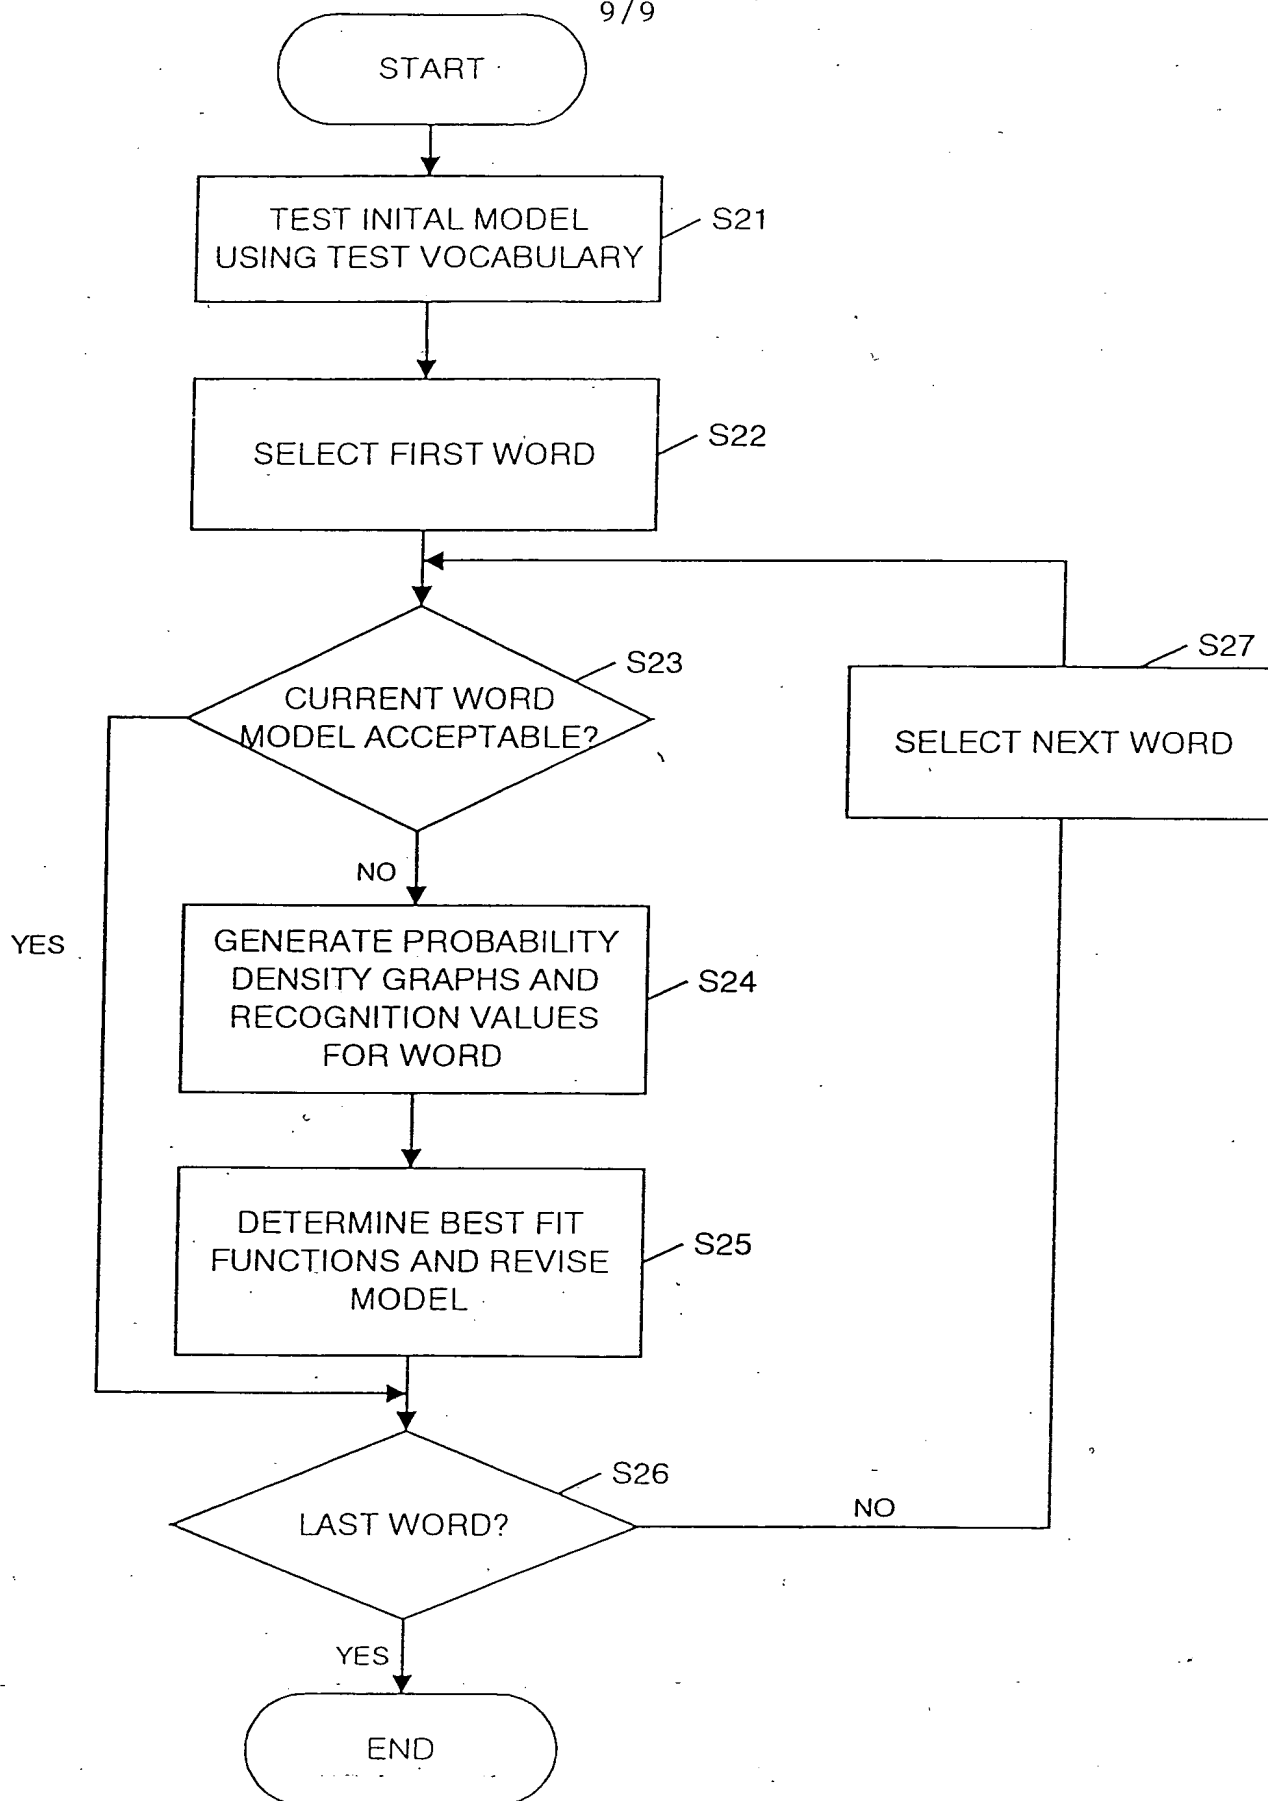 9/9
START
TEST INITAL MODEL
USING TEST VOCABULARY
S21
SELECT FIRST WORD
S22
CURRENT WORD
MODEL ACCEPTABLE?
S23
S27
SELECT NEXT WORD
NO
YES
GENERATE PROBABILITY
DENSITY GRAPHS AND
RECOGNITION VALUES
FOR WORD
S24
DETERMINE BEST FIT
FUNCTIONS AND REVISE
MODEL
S25
LAST WORD?
S26
NO
YES
END